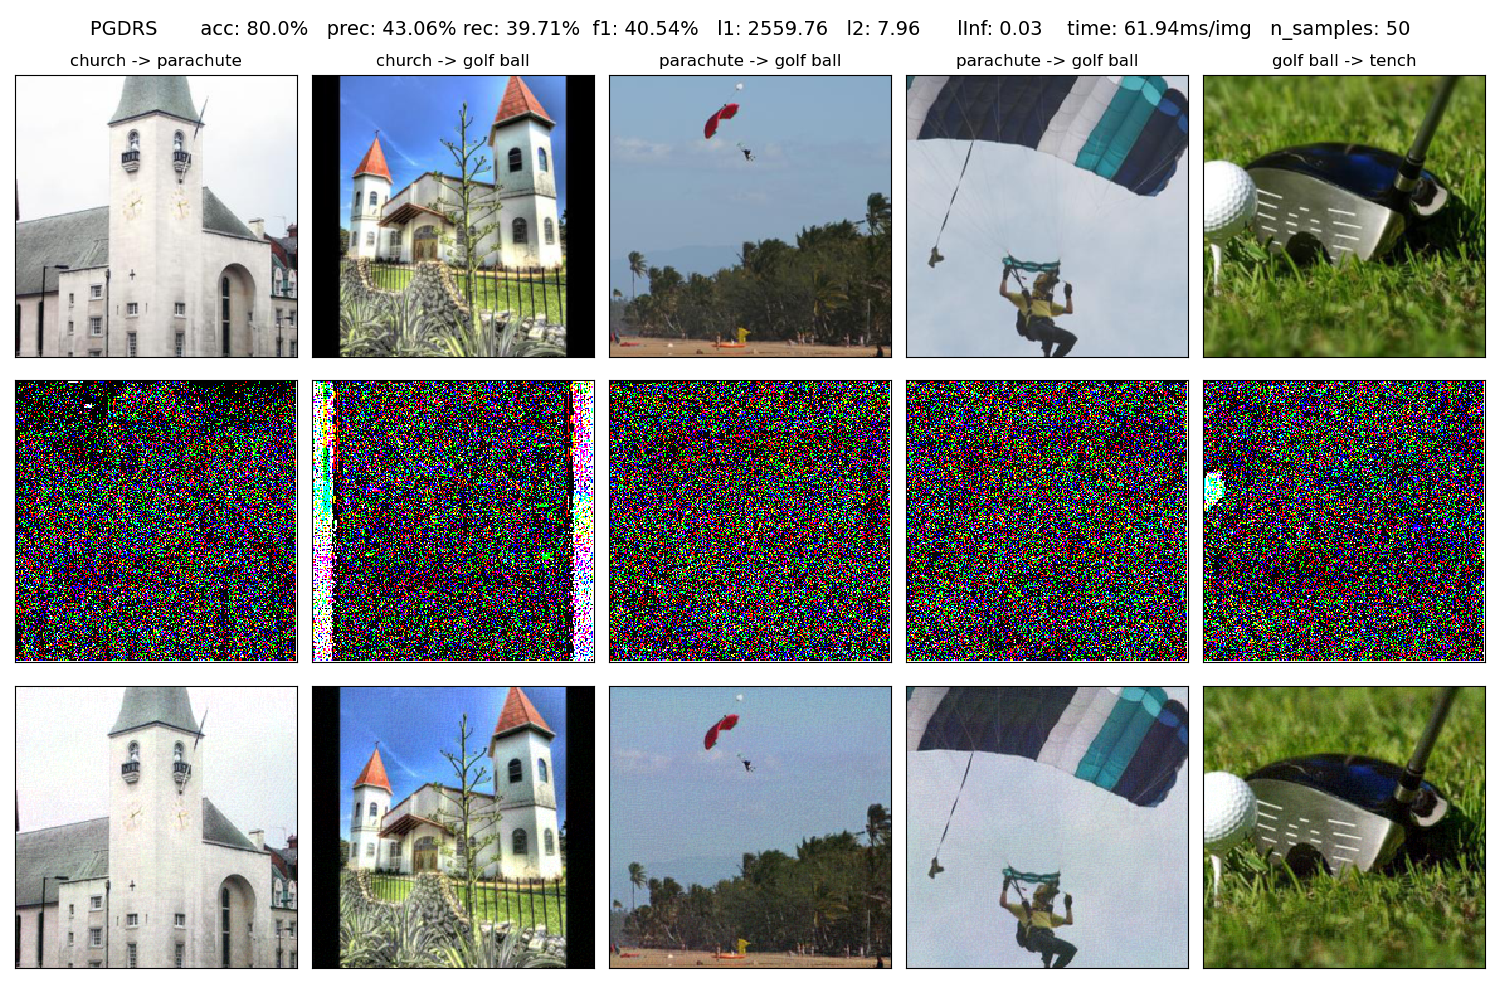 PGDRS acc: 80.0% prec: 43.06% rec: 39.71% f1: 40.54% l1: 2559.76 l2: 7.96 lInf: 0.03 time: 61.94ms/img n_samples: 50
church -> parachute
church -> golf ball
parachute -> golf ball
parachute -> golf ball
golf ball -> tench